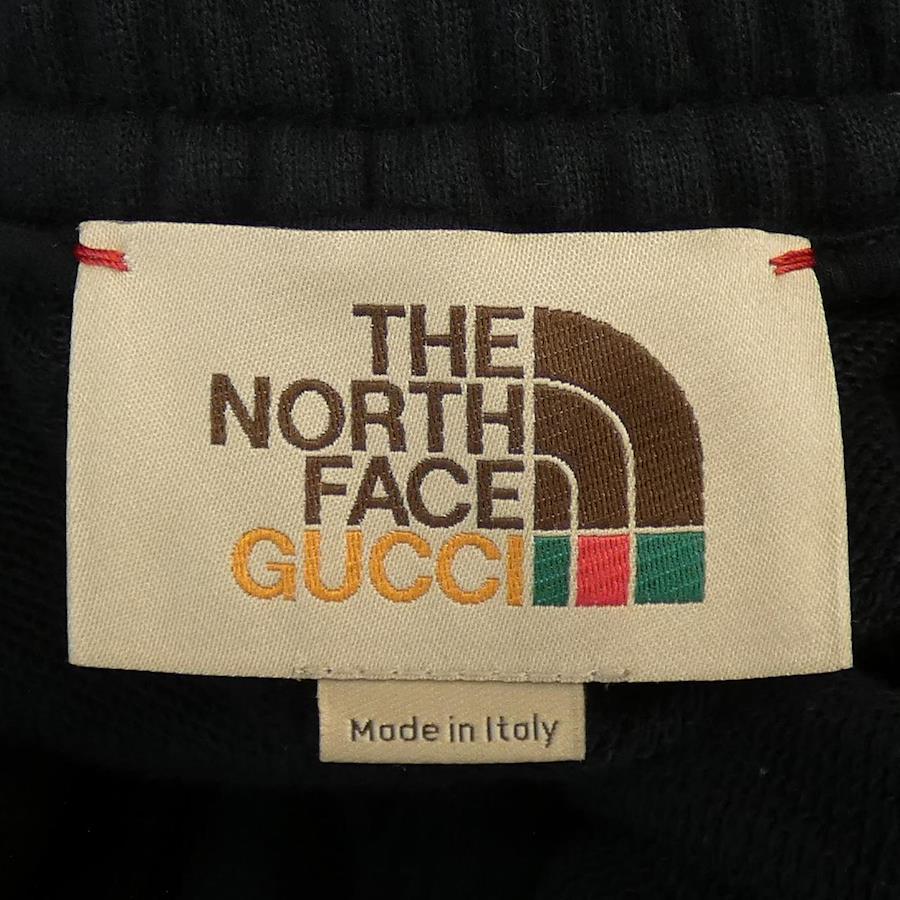 THE
NORTH
FACE
GUCCI
Made in Italy